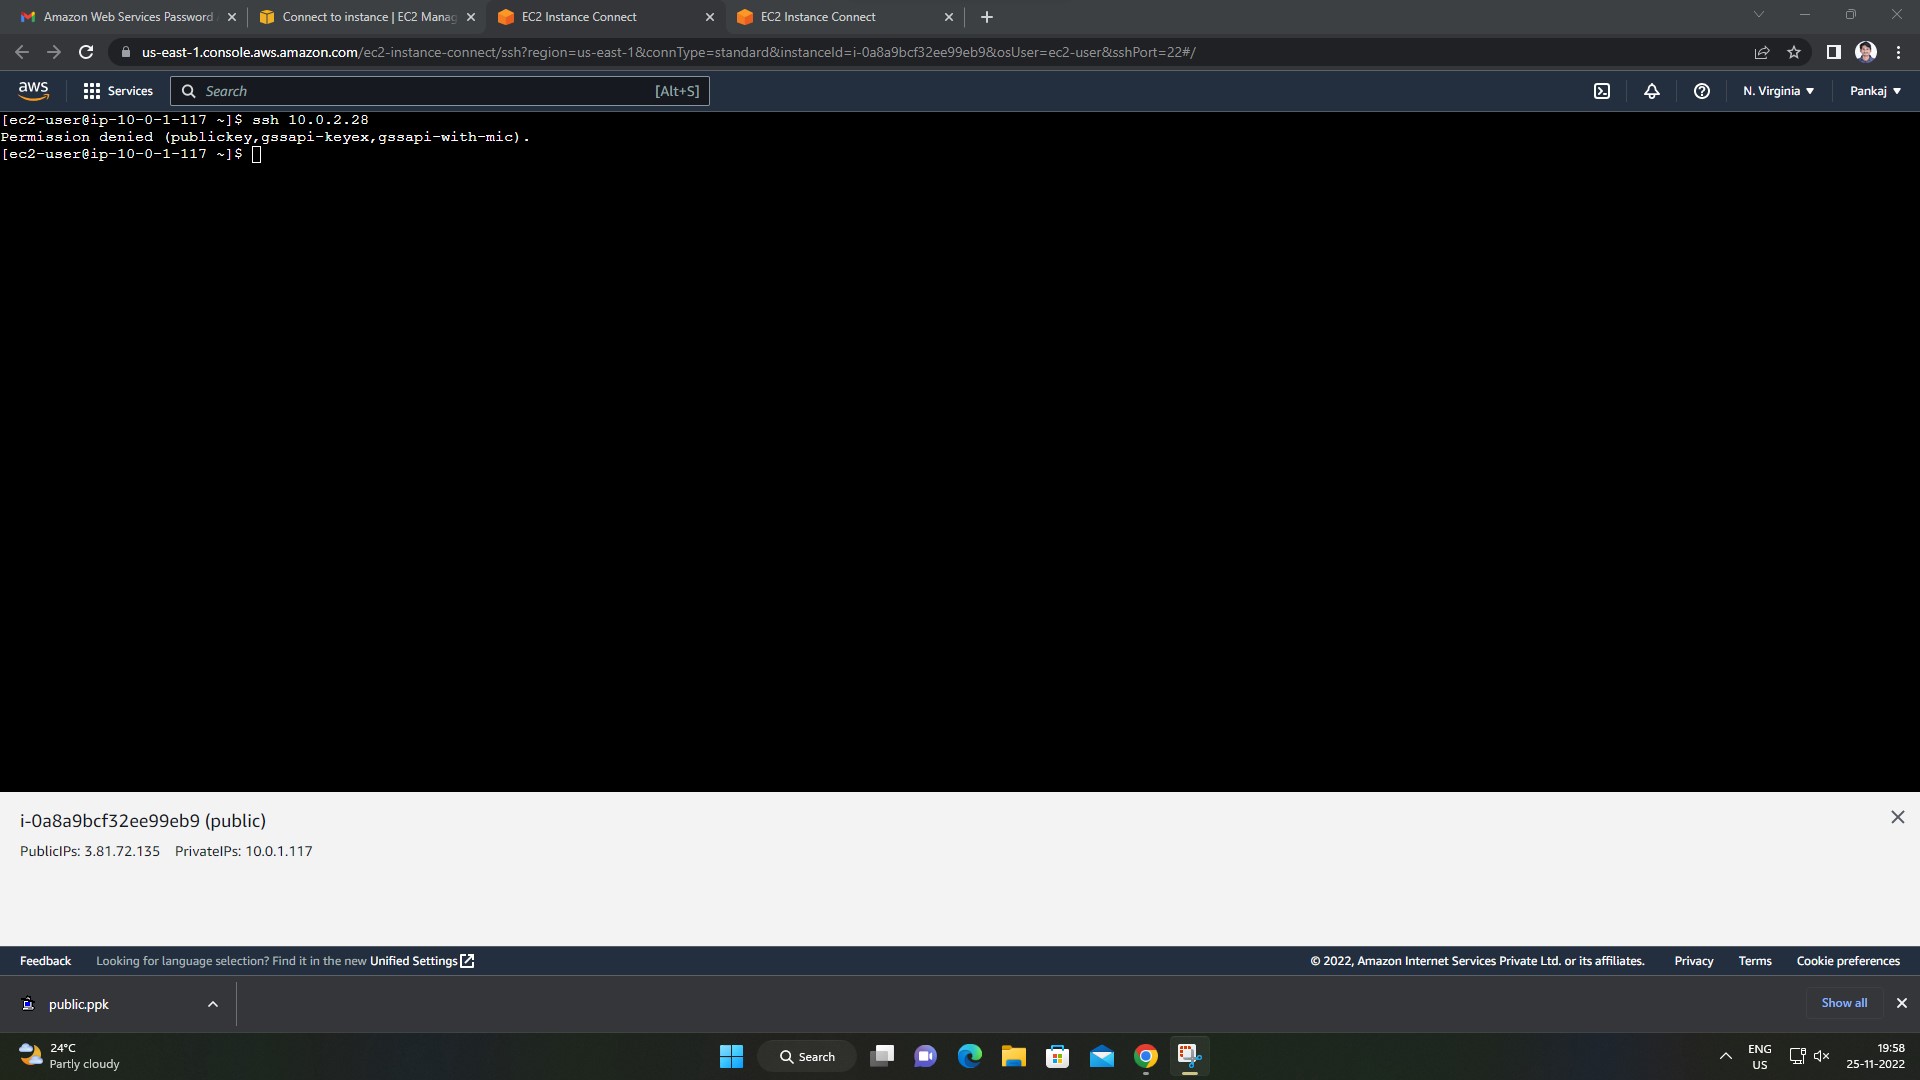 Amazon Web Services Password
Connect to instance | EC2 Manag
EC2 Instance Connect
EC2 Instance Connect
us-east-1.console.aws.amazon.com/ec2-instance-connect/ssh?region=us-east-1&connType=standard&instanceId=i-0a8a9bcf32ee99eb9&osUser=ec2-user&sshPort=22#/
aws Services Search [Alt+S] N. Virginia Pankaj
[ec2-user@ip-10-0-1-117 ~]$ ssh 10.0.2.28
Permission denied (publickey,gssapi-keyex,gssapi-with-mic).
[ec2-user@ip-10-0-1-117 ~]$
i-0a8a9bcf32ee99eb9 (public)
PublicIPs: 3.81.72.135 PrivateIPs: 10.0.1.117
Feedback Looking for language selection? Find it in the new Unified Settings © 2022, Amazon Internet Services Private Ltd. or its affiliates. Privacy Terms Cookie preferences
public.ppk Show all
24°C
Partly cloudy
Search
ENG
US
19:58
25-11-2022